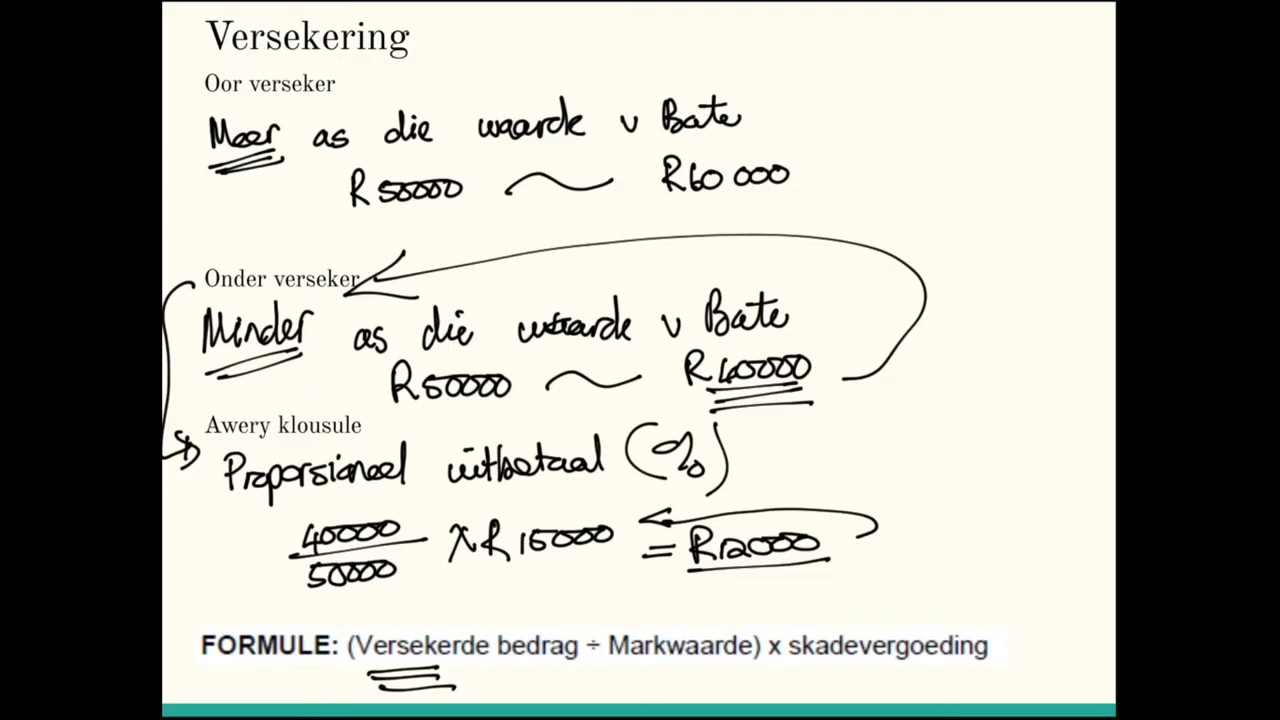 Versekering
Oor verseker
Meer as die waarde v Bate
R50000 ~ R60 000
Onder verseker
Minder as die waarde v Bate
R50000 ~ R40000
Awery klousule
Proporsioneel uitbetaal (%)
40000
50000
x R 15000 = R12000
FORMULE: (Versekerde bedrag ÷ Markwaarde) x skadevergoeding